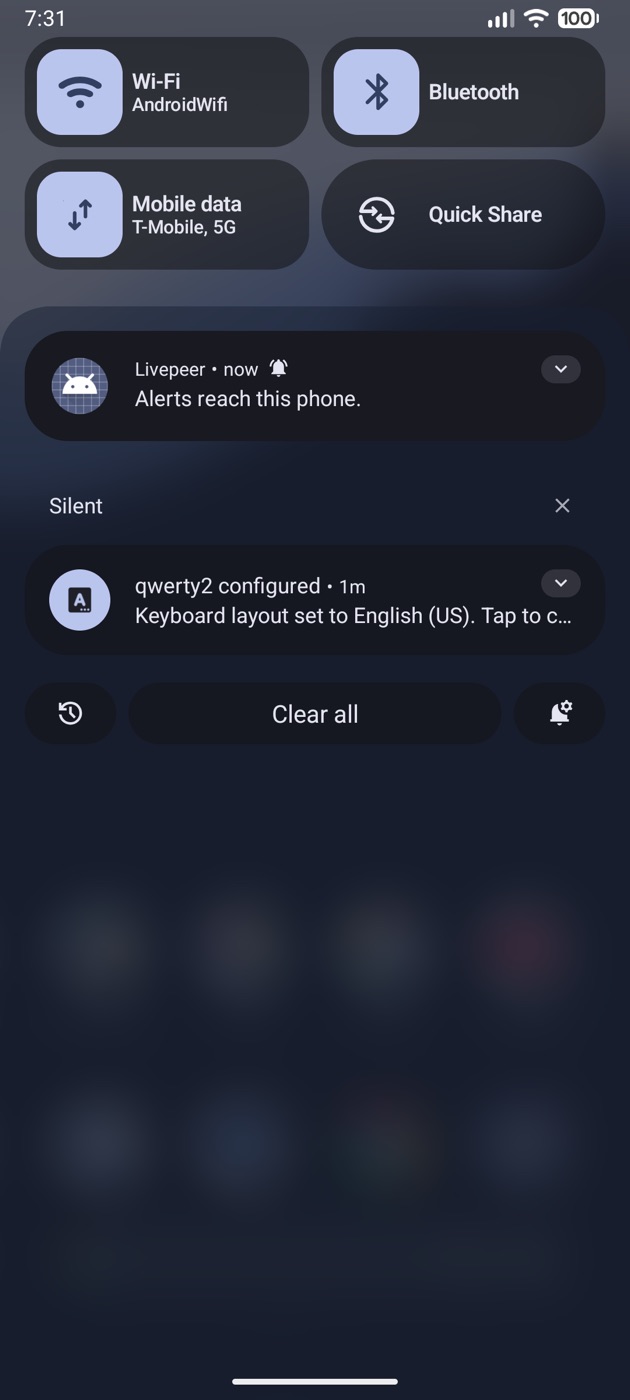 7:31
100
Wi-Fi
AndroidWifi
Bluetooth
Mobile data
T-Mobile, 5G
Quick Share
Livepeer • now
Alerts reach this phone.
Silent
qwerty2 configured • 1m
Keyboard layout set to English (US). Tap to c…
Clear all